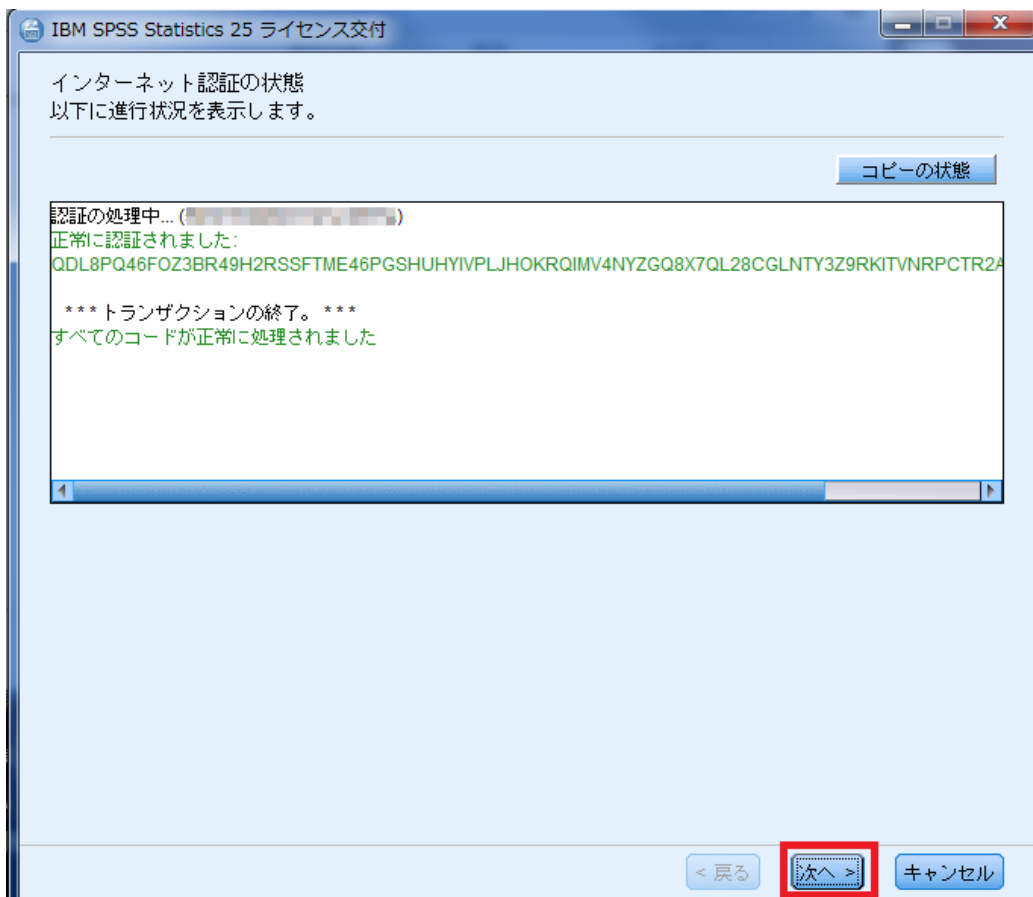 IBM SPSS Statistics 25 ライセンス交付
インターネット認証の状態
以下に進行状況を表示します。
コピーの状態
認証の処理中... ( )
正常に認証されました:
QDL8PQ46FOZ3BR49H2RSSFTME46PGSHUHYIVPLJHOKRQIMV4NYZGQ8X7QL28CGLNTY3Z9RKITVNRPCTR2A
*** トランザクションの終了。 ***
すべてのコードが正常に処理されました
< 戻る
次へ >
キャンセル